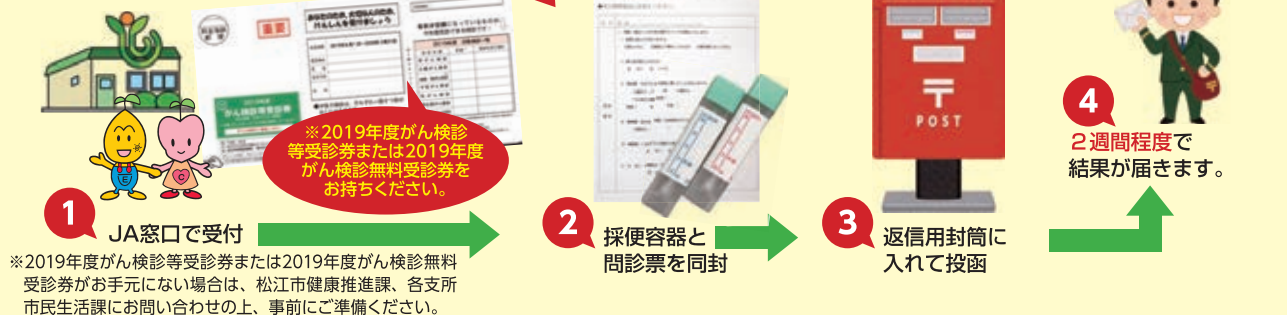 重要
※2019年度がん検診
等受診券または2019年度
がん検診無料受診券を
お持ちください。
POST
1
JA窓口で受付
※2019年度がん検診等受診券または2019年度がん検診無料
受診券がお手元にない場合は、松江市健康推進課、各支所
市民生活課にお問い合わせの上、事前にご準備ください。
2
採便容器と
問診票を同封
3
返信用封筒に
入れて投函
4
2週間程度で
結果が届きます。